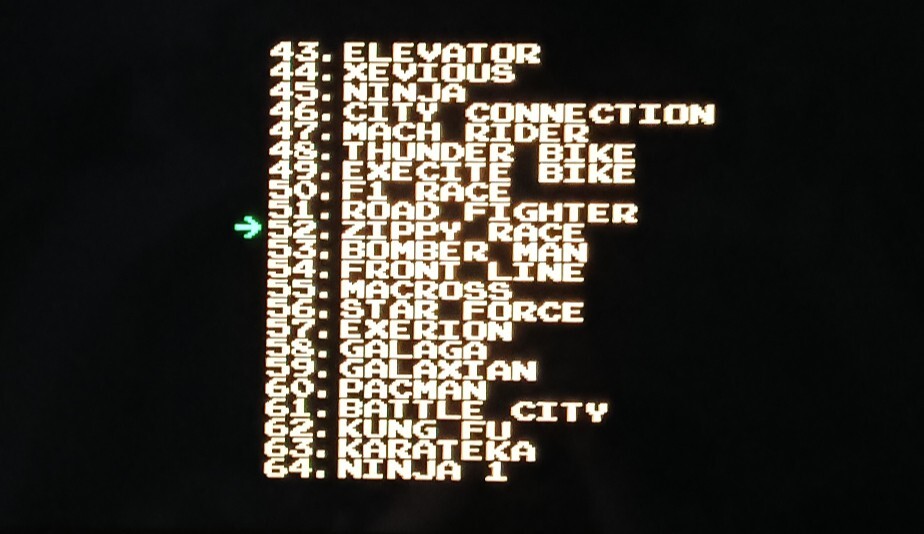 43. ELEVATOR
44. XEVIOUS
45. NINJA
46. CITY CONNECTION
47. MACH RIDER
48. THUNDER BIKE
49. EXECITE BIKE
50. F1 RACE
51. ROAD FIGHTER
52. ZIPPY RACE
53. BOMBER MAN
54. FRONT LINE
55. MACROSS
56. STAR FORCE
57. EXERION
58. GALAGA
59. GALAXIAN
60. PACMAN
61. BATTLE CITY
62. KUNG FU
63. KARATEKA
64. NINJA 1